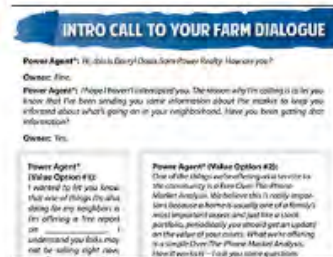 INTRO CALL TO YOUR FARM DIALOGUE
Power Agent®: Hi, this is Darryl Davis from Power Realty. How are you?
Owner: Fine.
Power Agent®: I hope I haven't interrupted you. The reason why I'm calling is to let you
know that I've been sending you some information about the market to keep you
informed about what's going on in your neighborhood. Have you been getting that
information?
Owner: Yes.
Power Agent®
(Value Option #1):
I wanted to let you know
that one of things I'm also
doing for my neighbors is
I'm offering a free report
on ____________. I
understand you folks may
not be selling right now,
Power Agent® (Value Option #2):
One of the things we're offering as a service to
the community is a free Over-The-Phone
Market Analysis. We believe this is really impor-
tant because a home is usually one of a family's
most important assets and just like a stock
portfolio, periodically you should get an update
on the value of your assets. What we're offering
is a simple Over-The-Phone Market Analysis.
How it works is – I ask you some questions